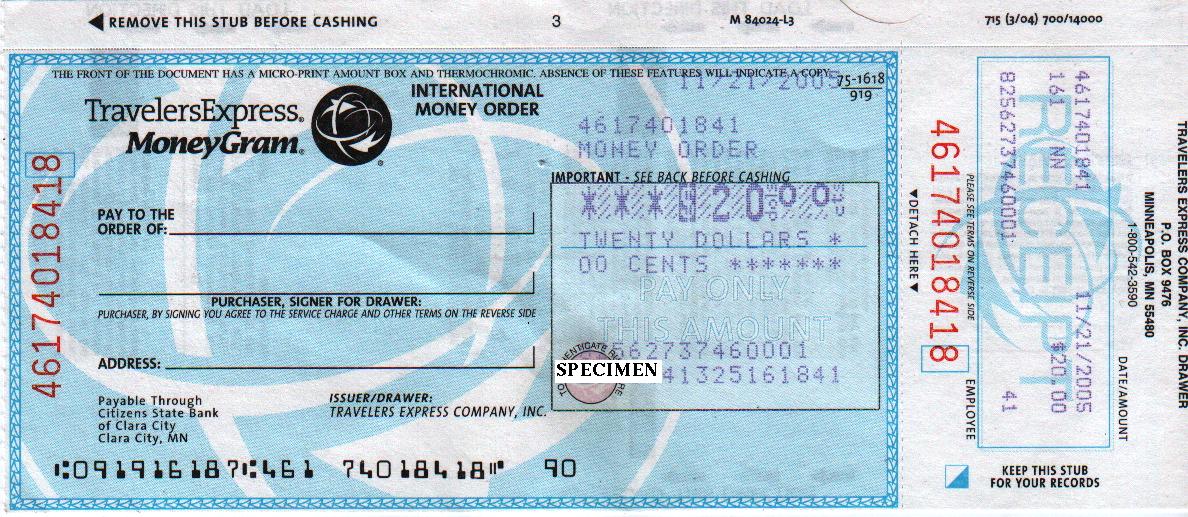 REMOVE THIS STUB BEFORE CASHING
3
M 84024-L3
715 (3/04) 700/14000
THE FRONT OF THE DOCUMENT HAS A MICRO-PRINT AMOUNT BOX AND THERMOCHROMIC. ABSENCE OF THESE FEATURES WILL INDICATE A COPY.
11/21/2005
75-1618
919
TravelersExpress®
MoneyGram®
INTERNATIONAL
MONEY ORDER
4617401841
MONEY ORDER
IMPORTANT - SEE BACK BEFORE CASHING
TWENTY DOLLARS *
00 CENTS *******
PAY ONLY
THIS AMOUNT
562737460001
SPECIMEN
41325161841
46174018418
PAY TO THE
ORDER OF:
PURCHASER, SIGNER FOR DRAWER:
PURCHASER, BY SIGNING YOU AGREE TO THE SERVICE CHARGE AND OTHER TERMS ON THE REVERSE SIDE
ADDRESS:
Payable Through
Citizens State Bank
of Clara City
Clara City, MN
ISSUER/DRAWER:
TRAVELERS EXPRESS COMPANY, INC.
⑆091916187⑆461 74018418⑈ 90
46174018418
▼DETACH HERE▼
PLEASE SEE TERMS ON REVERSE SIDE
EMPLOYEE
RECEIPT
4617401841 11/21/2005
161 NN $20.00
82562737460001 41
DATE/AMOUNT
TRAVELERS EXPRESS COMPANY, INC. DRAWER
P.O. BOX 9476
MINNEAPOLIS, MN 55480
1-800-542-3590
KEEP THIS STUB
FOR YOUR RECORDS